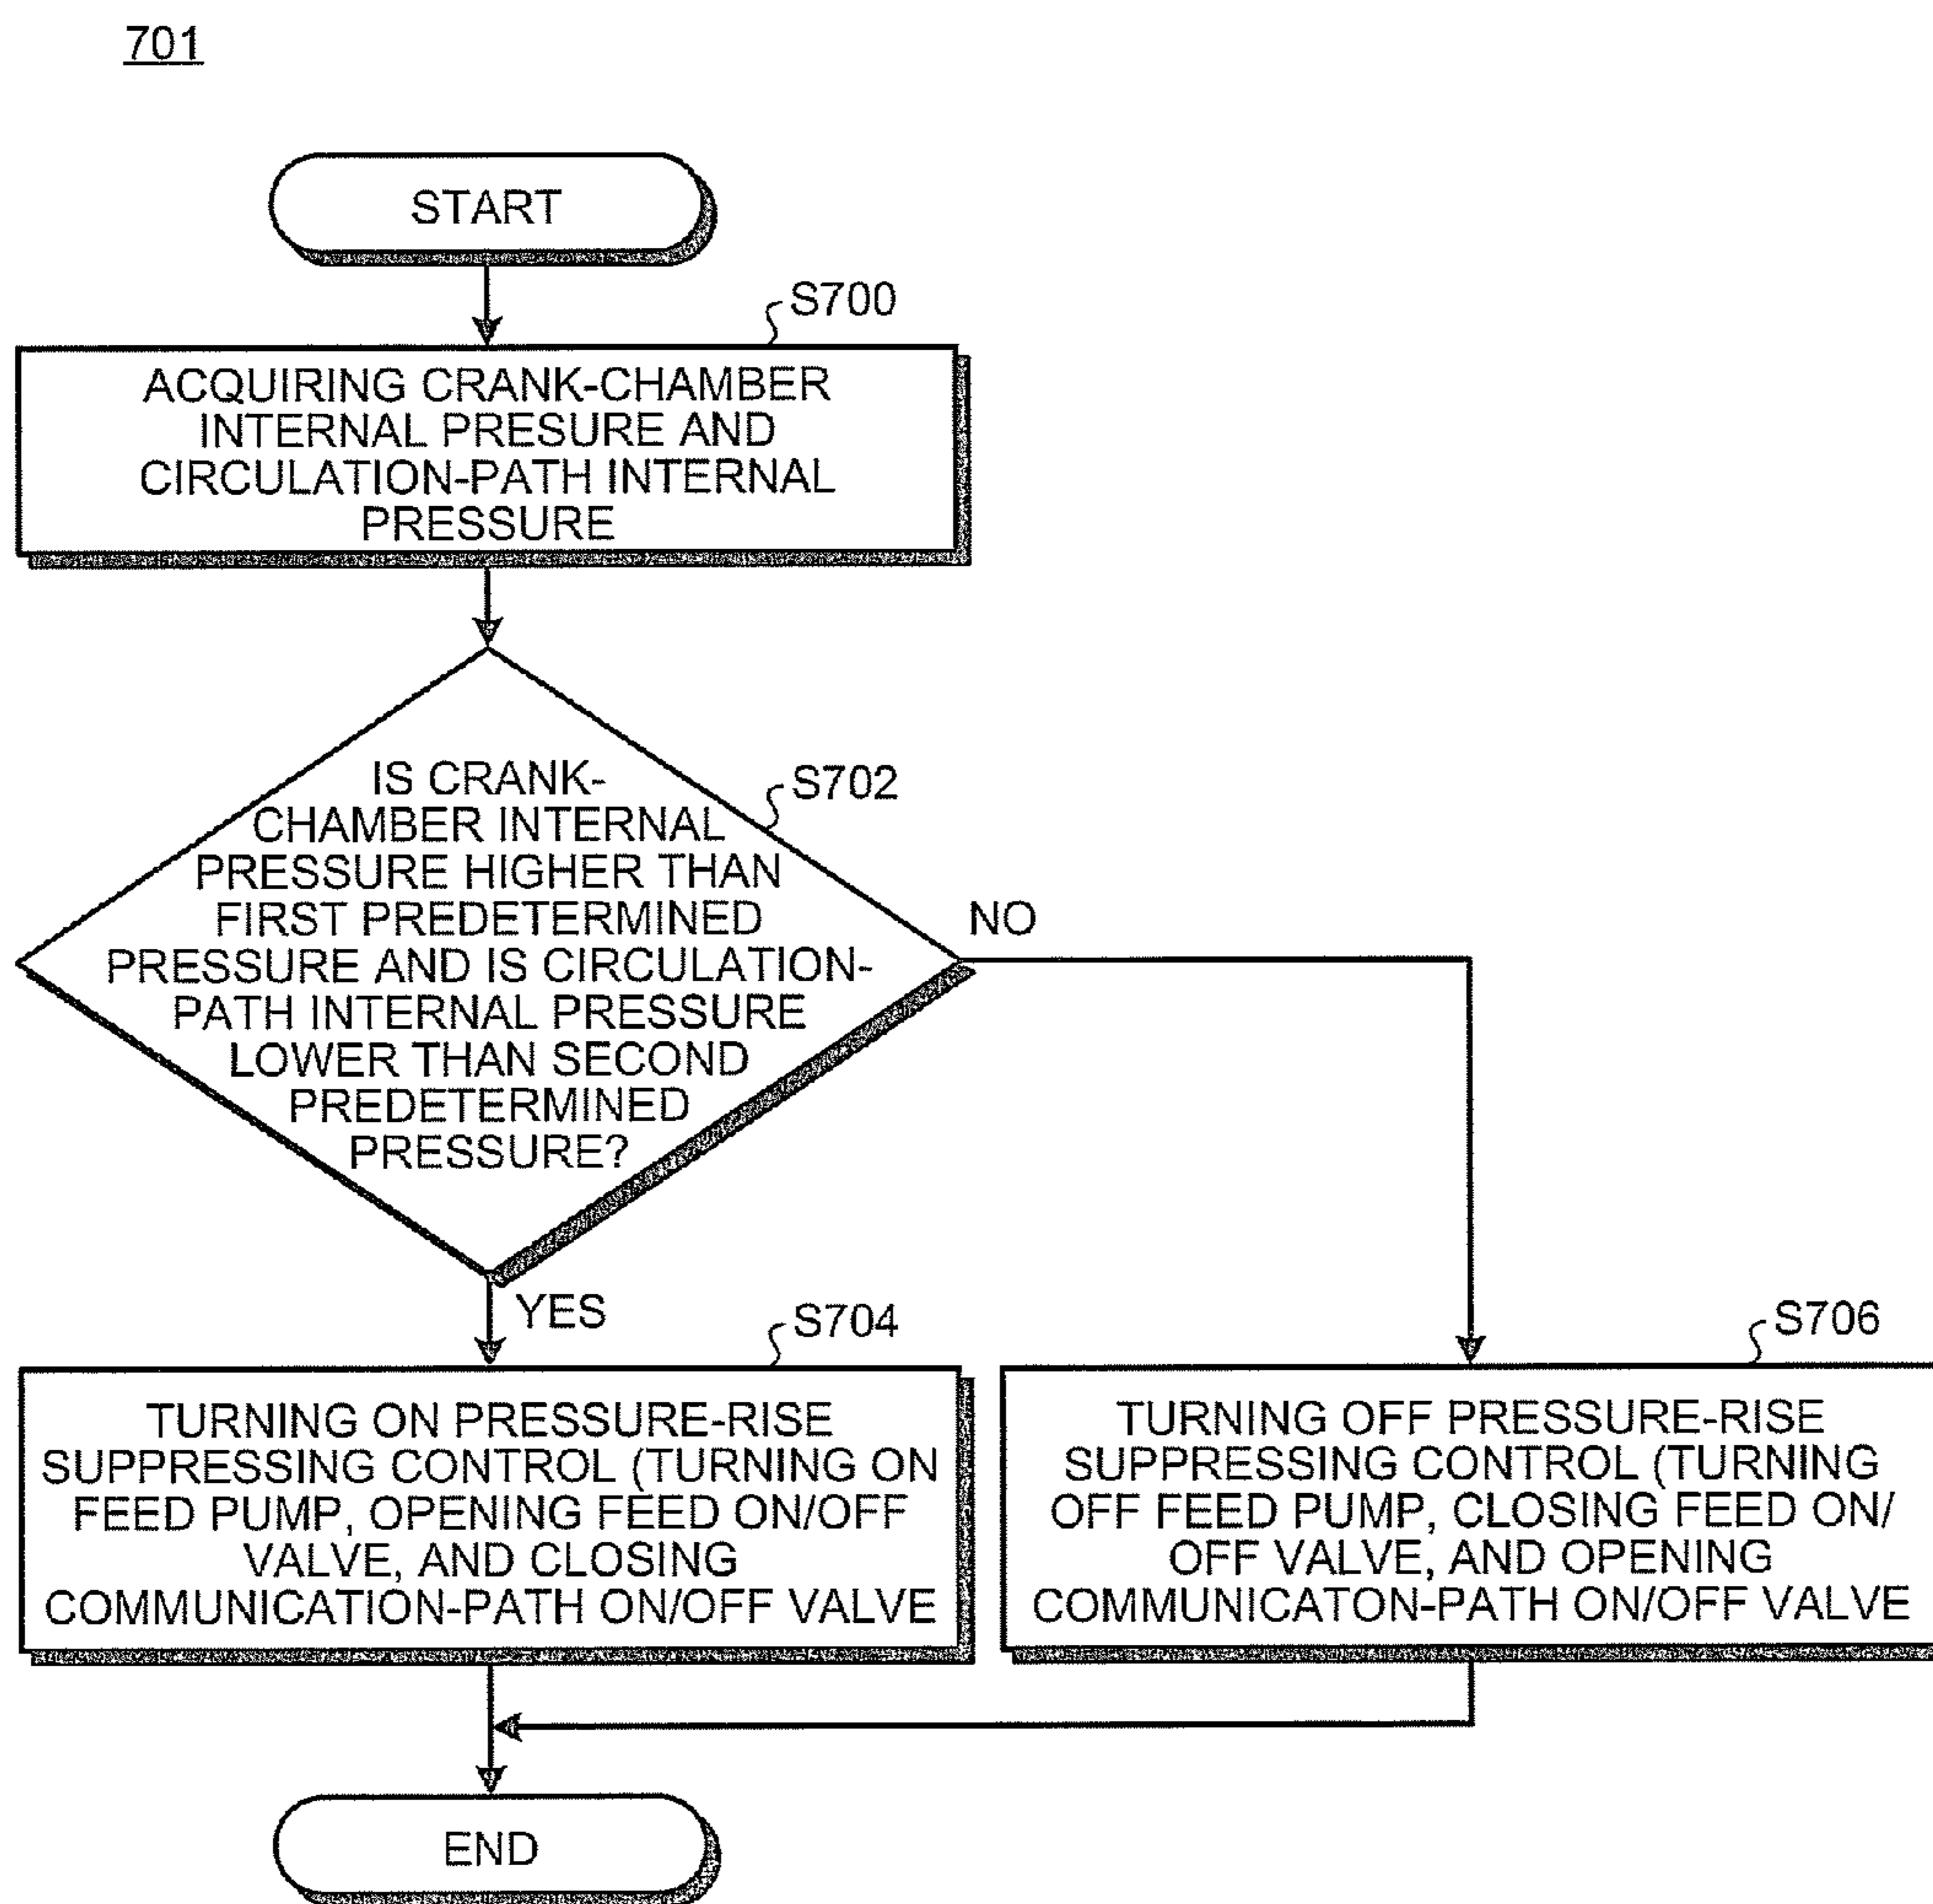 701
START
S700
ACQUIRING CRANK-CHAMBER
INTERNAL PRESURE AND
CIRCULATION-PATH INTERNAL
PRESSURE
S702
IS CRANK-
CHAMBER INTERNAL
PRESSURE HIGHER THAN
FIRST PREDETERMINED
PRESSURE AND IS CIRCULATION-
PATH INTERNAL PRESSURE
LOWER THAN SECOND
PREDETERMINED
PRESSURE?
NO
YES
S704
TURNING ON PRESSURE-RISE
SUPPRESSING CONTROL (TURNING ON
FEED PUMP, OPENING FEED ON/OFF
VALVE, AND CLOSING
COMMUNICATION-PATH ON/OFF VALVE
S706
TURNING OFF PRESSURE-RISE
SUPPRESSING CONTROL (TURNING
OFF FEED PUMP, CLOSING FEED ON/
OFF VALVE, AND OPENING
COMMUNICATON-PATH ON/OFF VALVE
END